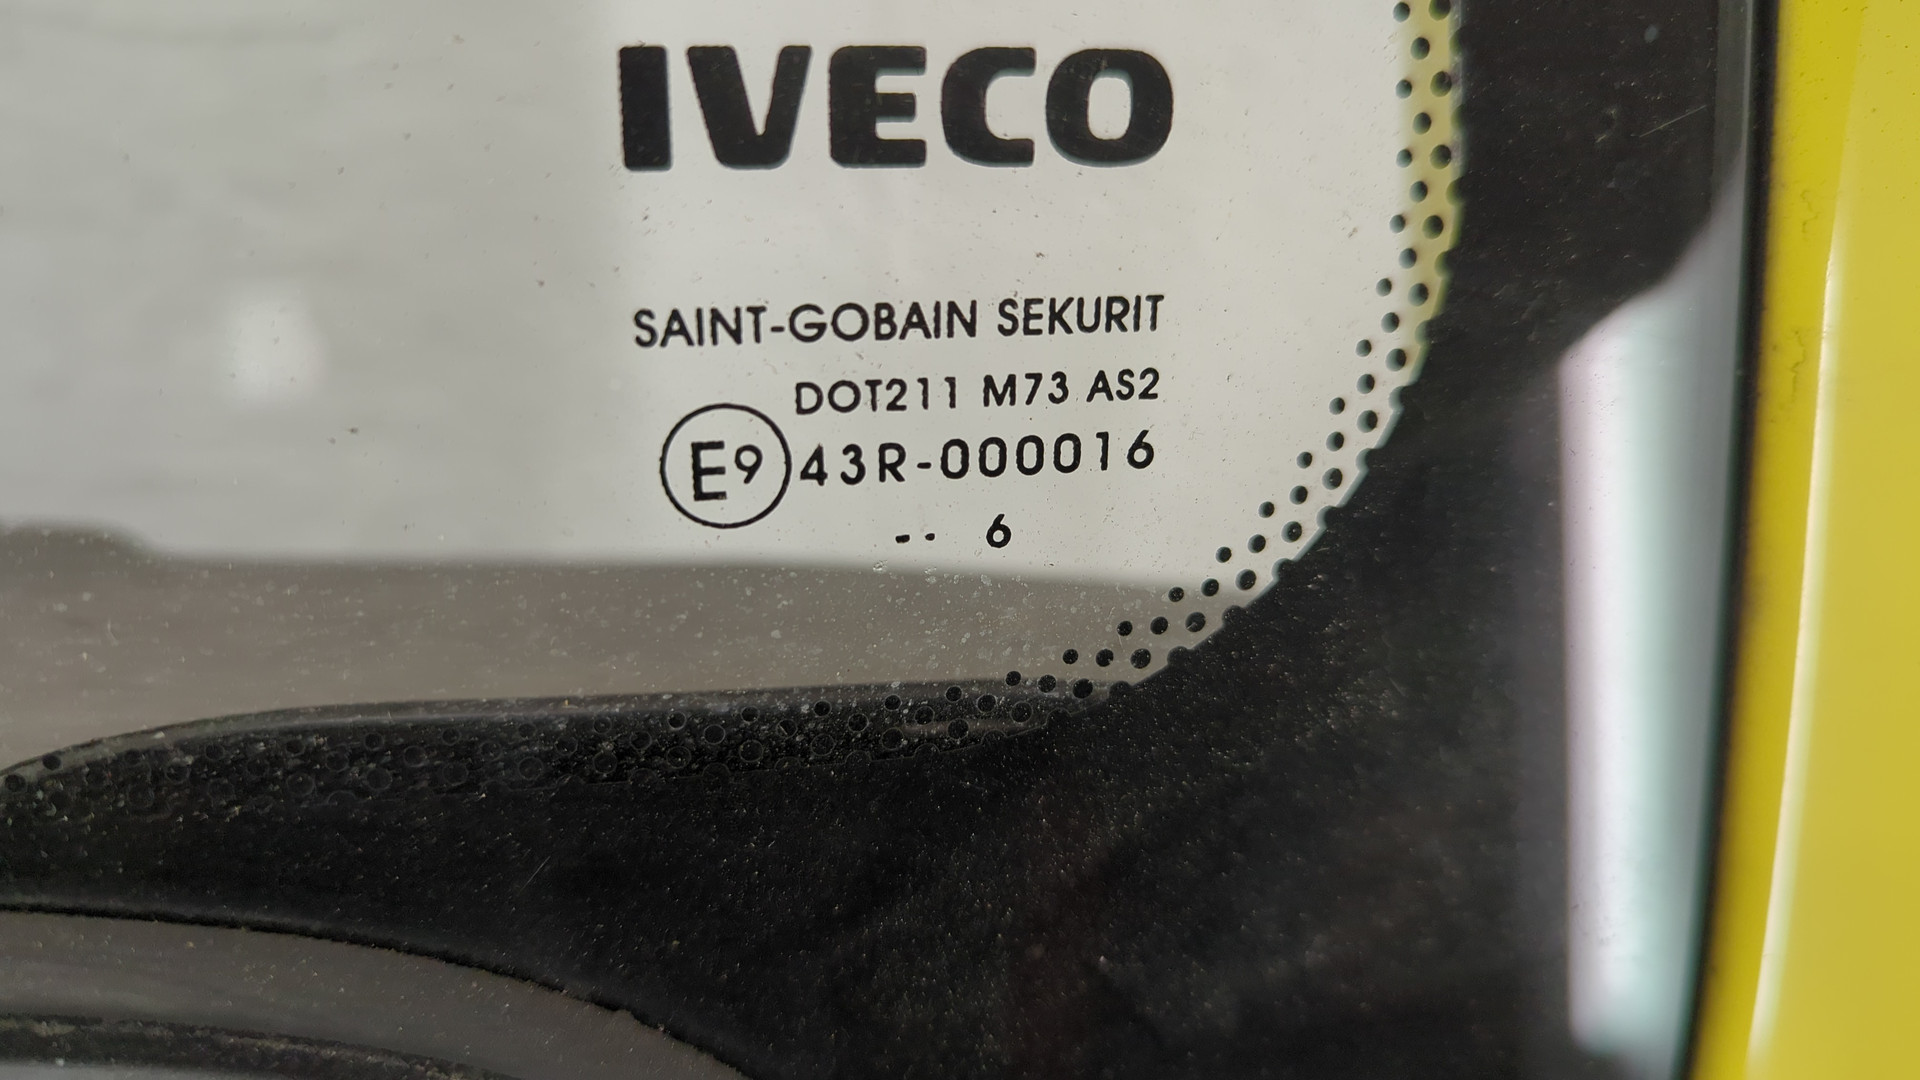 IVECO
SAINT-GOBAIN SEKURIT
DOT211 M73 AS2
E9 43R-000016
-· 6